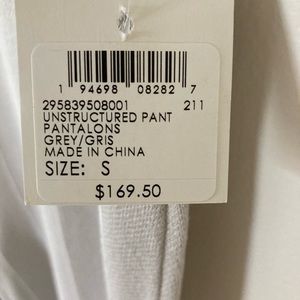 1 94698 08282 7
295839508001 211
UNSTRUCTURED PANT
PANTALONS
GREY/GRIS
MADE IN CHINA
SIZE: S
$169.50